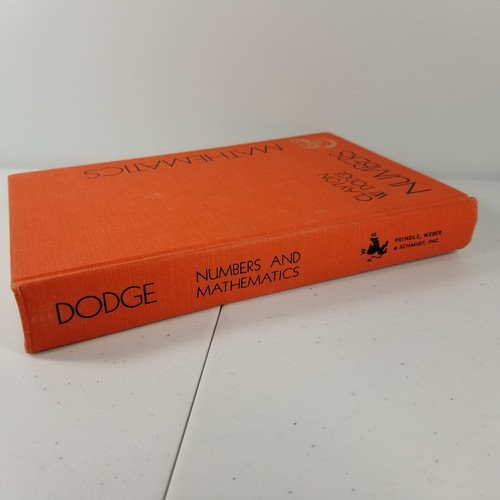 NUMBERS
&
MATHEMATICS
CLAYTON
W. DODGE
DODGE
NUMBERS AND
MATHEMATICS
PRINDLE, WEBER
& SCHMIDT, INC.